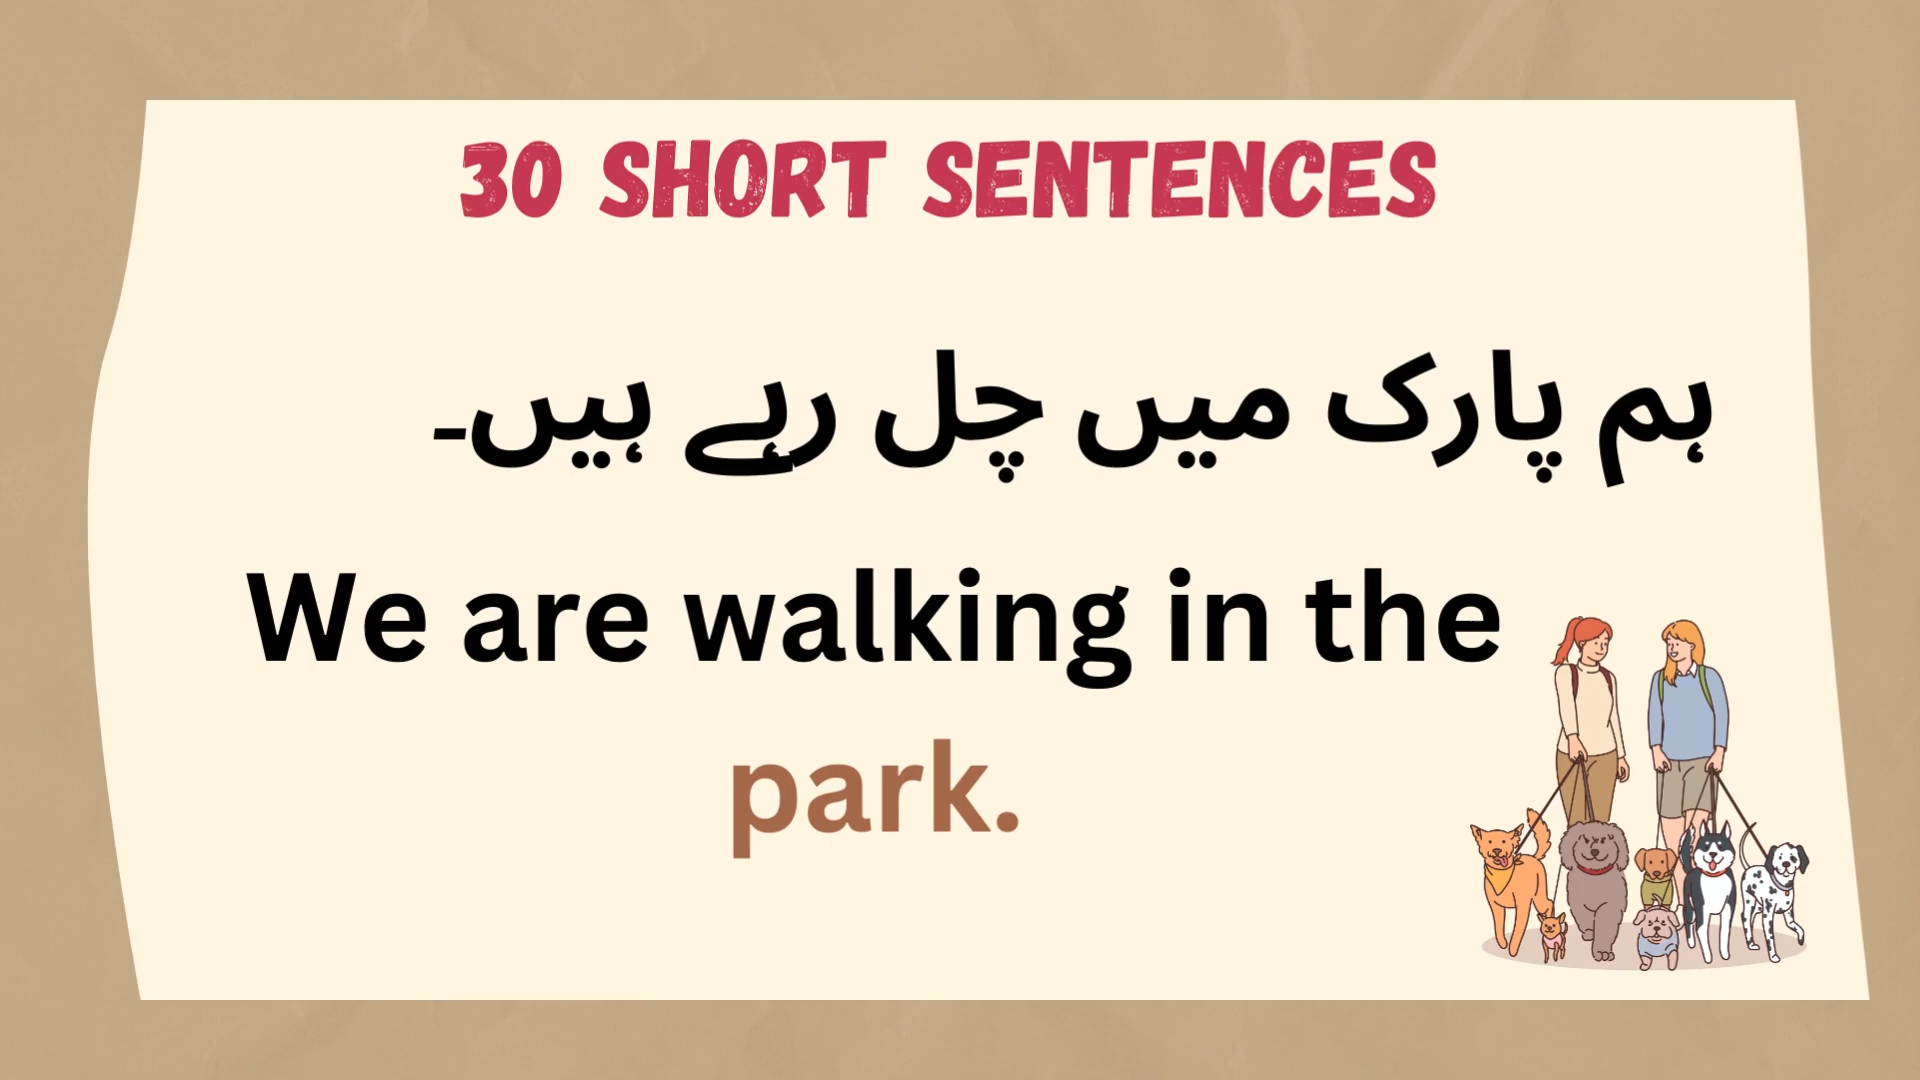 30 SHORT SENTENCES
ہم پارک میں چل رہے ہیں۔
We are walking in the
park.